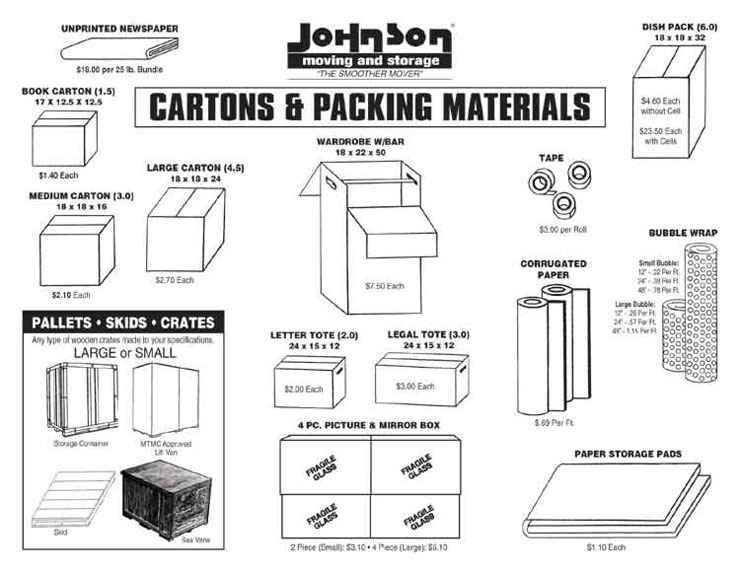 UNPRINTED NEWSPAPER
$18.00 per 25 lb. Bundle
JOHNSON®
moving and storage
"THE SMOOTHER MOVER"
DISH PACK (6.0)
18 x 18 x 32
$4.60 Each
without Cell
$23.50 Each
with Cells
CARTONS & PACKING MATERIALS
BOOK CARTON (1.5)
17 X 12.5 X 12.5
$1.40 Each
LARGE CARTON (4.5)
18 x 18 x 24
$2.70 Each
MEDIUM CARTON (3.0)
18 x 18 x 16
$2.10 Each
WARDROBE W/BAR
18 x 22 x 50
$7.50 Each
TAPE
$3.00 per Roll
BUBBLE WRAP
Small Bubble:
12" - .22 Per Ft.
24" - .39 Per Ft.
48" - .78 Per Ft.
Large Bubble:
12" - .26 Per Ft.
24" - .57 Per Ft.
48" - Per Ft.
CORRUGATED
PAPER
$.69 Per Ft.
PALLETS • SKIDS • CRATES
Any type of wooden crates made to your specifications.
LARGE or SMALL
Storage Container
MTMC Approved
Lift Van
Skid
Sea Vans
LETTER TOTE (2.0)
24 x 15 x 12
$2.00 Each
LEGAL TOTE (3.0)
24 x 15 x 12
$3.00 Each
4 PC. PICTURE & MIRROR BOX
FRAGILE
GLASS
FRAGILE
GLASS
FRAGILE
GLASS
FRAGILE
GLASS
2 Piece (Small): $3.10 • 4 Piece (Large): $5.10
PAPER STORAGE PADS
$1.10 Each